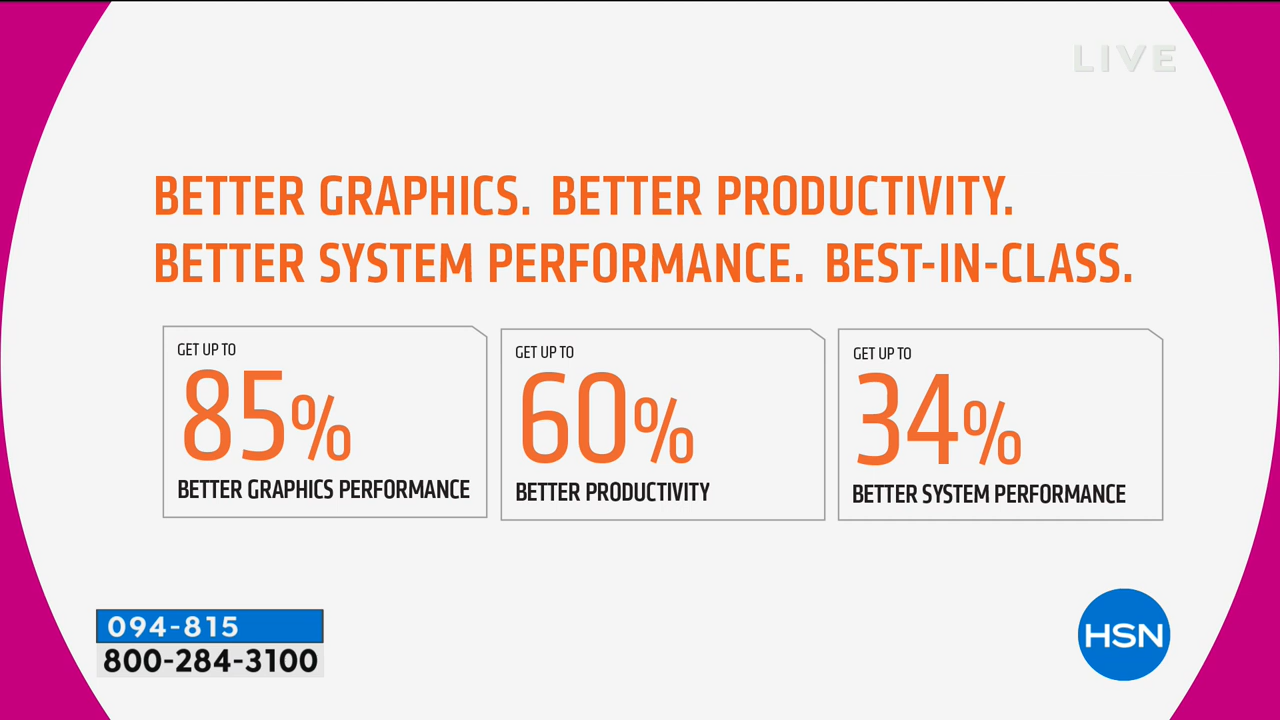 LIVE
BETTER GRAPHICS. BETTER PRODUCTIVITY.
BETTER SYSTEM PERFORMANCE. BEST-IN-CLASS.
GET UP TO
85%
BETTER GRAPHICS PERFORMANCE
GET UP TO
60%
BETTER PRODUCTIVITY
GET UP TO
34%
BETTER SYSTEM PERFORMANCE
094-815
800-284-3100
HSN